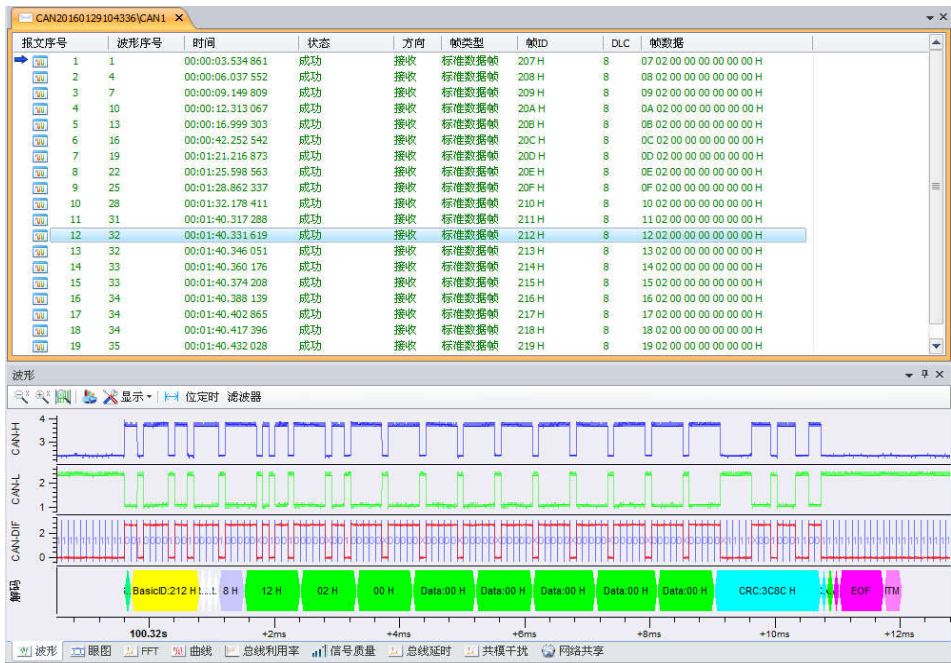 CAN20160129104336\CAN1
报文序号 波形序号 时间 状态 方向 帧类型 帧ID DLC 帧数据
1 1 00:00:03.534 861 成功 接收 标准数据帧 207 H 8 07 02 00 00 00 00 00 00 H
2 4 00:00:06.037 552 成功 接收 标准数据帧 208 H 8 08 02 00 00 00 00 00 00 H
3 7 00:00:09.149 809 成功 接收 标准数据帧 209 H 8 09 02 00 00 00 00 00 00 H
4 10 00:00:12.313 067 成功 接收 标准数据帧 20A H 8 0A 02 00 00 00 00 00 00 H
5 13 00:00:16.999 303 成功 接收 标准数据帧 20B H 8 0B 02 00 00 00 00 00 00 H
6 16 00:00:42.252 542 成功 接收 标准数据帧 20C H 8 0C 02 00 00 00 00 00 00 H
7 19 00:01:21.216 873 成功 接收 标准数据帧 20D H 8 0D 02 00 00 00 00 00 00 H
8 22 00:01:25.598 563 成功 接收 标准数据帧 20E H 8 0E 02 00 00 00 00 00 00 H
9 25 00:01:28.862 337 成功 接收 标准数据帧 20F H 8 0F 02 00 00 00 00 00 00 H
10 28 00:01:32.178 411 成功 接收 标准数据帧 210 H 8 10 02 00 00 00 00 00 00 H
11 31 00:01:40.317 288 成功 接收 标准数据帧 211 H 8 11 02 00 00 00 00 00 00 H
12 32 00:01:40.331 619 成功 接收 标准数据帧 212 H 8 12 02 00 00 00 00 00 00 H
13 32 00:01:40.346 051 成功 接收 标准数据帧 213 H 8 13 02 00 00 00 00 00 00 H
14 33 00:01:40.360 176 成功 接收 标准数据帧 214 H 8 14 02 00 00 00 00 00 00 H
15 33 00:01:40.374 208 成功 接收 标准数据帧 215 H 8 15 02 00 00 00 00 00 00 H
16 34 00:01:40.388 139 成功 接收 标准数据帧 216 H 8 16 02 00 00 00 00 00 00 H
17 34 00:01:40.402 865 成功 接收 标准数据帧 217 H 8 17 02 00 00 00 00 00 00 H
18 34 00:01:40.417 396 成功 接收 标准数据帧 218 H 8 18 02 00 00 00 00 00 00 H
19 35 00:01:40.432 028 成功 接收 标准数据帧 219 H 8 19 02 00 00 00 00 00 00 H
波形
显示 位定时 滤波器
CAN-H 4 3
CAN-L 2 1
CAN-DIF 2 0
解码 BasicID:212 H 8 H 12 H 02 H 00 H Data:00 H Data:00 H Data:00 H Data:00 H Data:00 H CRC:3C8C H EOF ITM
100.32s +2ms +4ms +6ms +8ms +10ms +12ms
波形 眼图 FFT 曲线 总线利用率 信号质量 总线延时 共模干扰 网络共享